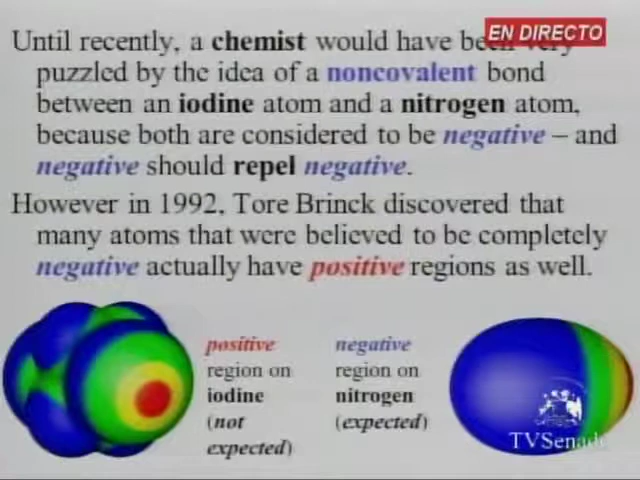 EN DIRECTO
Until recently, a chemist would have been very
puzzled by the idea of a noncovalent bond
between an iodine atom and a nitrogen atom,
because both are considered to be negative – and
negative should repel negative.
However in 1992, Tore Brinck discovered that
many atoms that were believed to be completely
negative actually have positive regions as well.
positive
region on
iodine
(not
expected)
negative
region on
nitrogen
(expected)
TVSenado